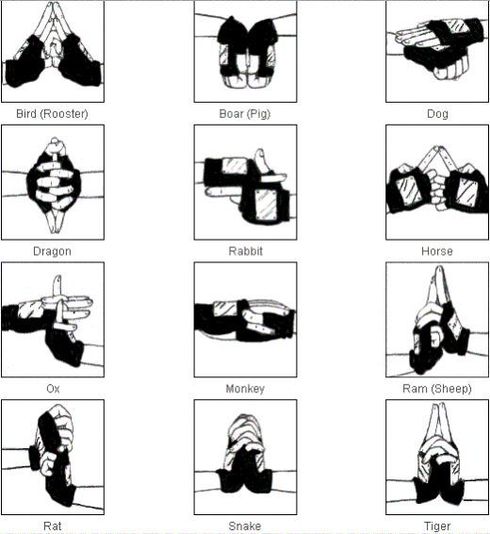 Bird (Rooster)
Boar (Pig)
Dog
Dragon
Rabbit
Horse
Ox
Monkey
Ram (Sheep)
Rat
Snake
Tiger